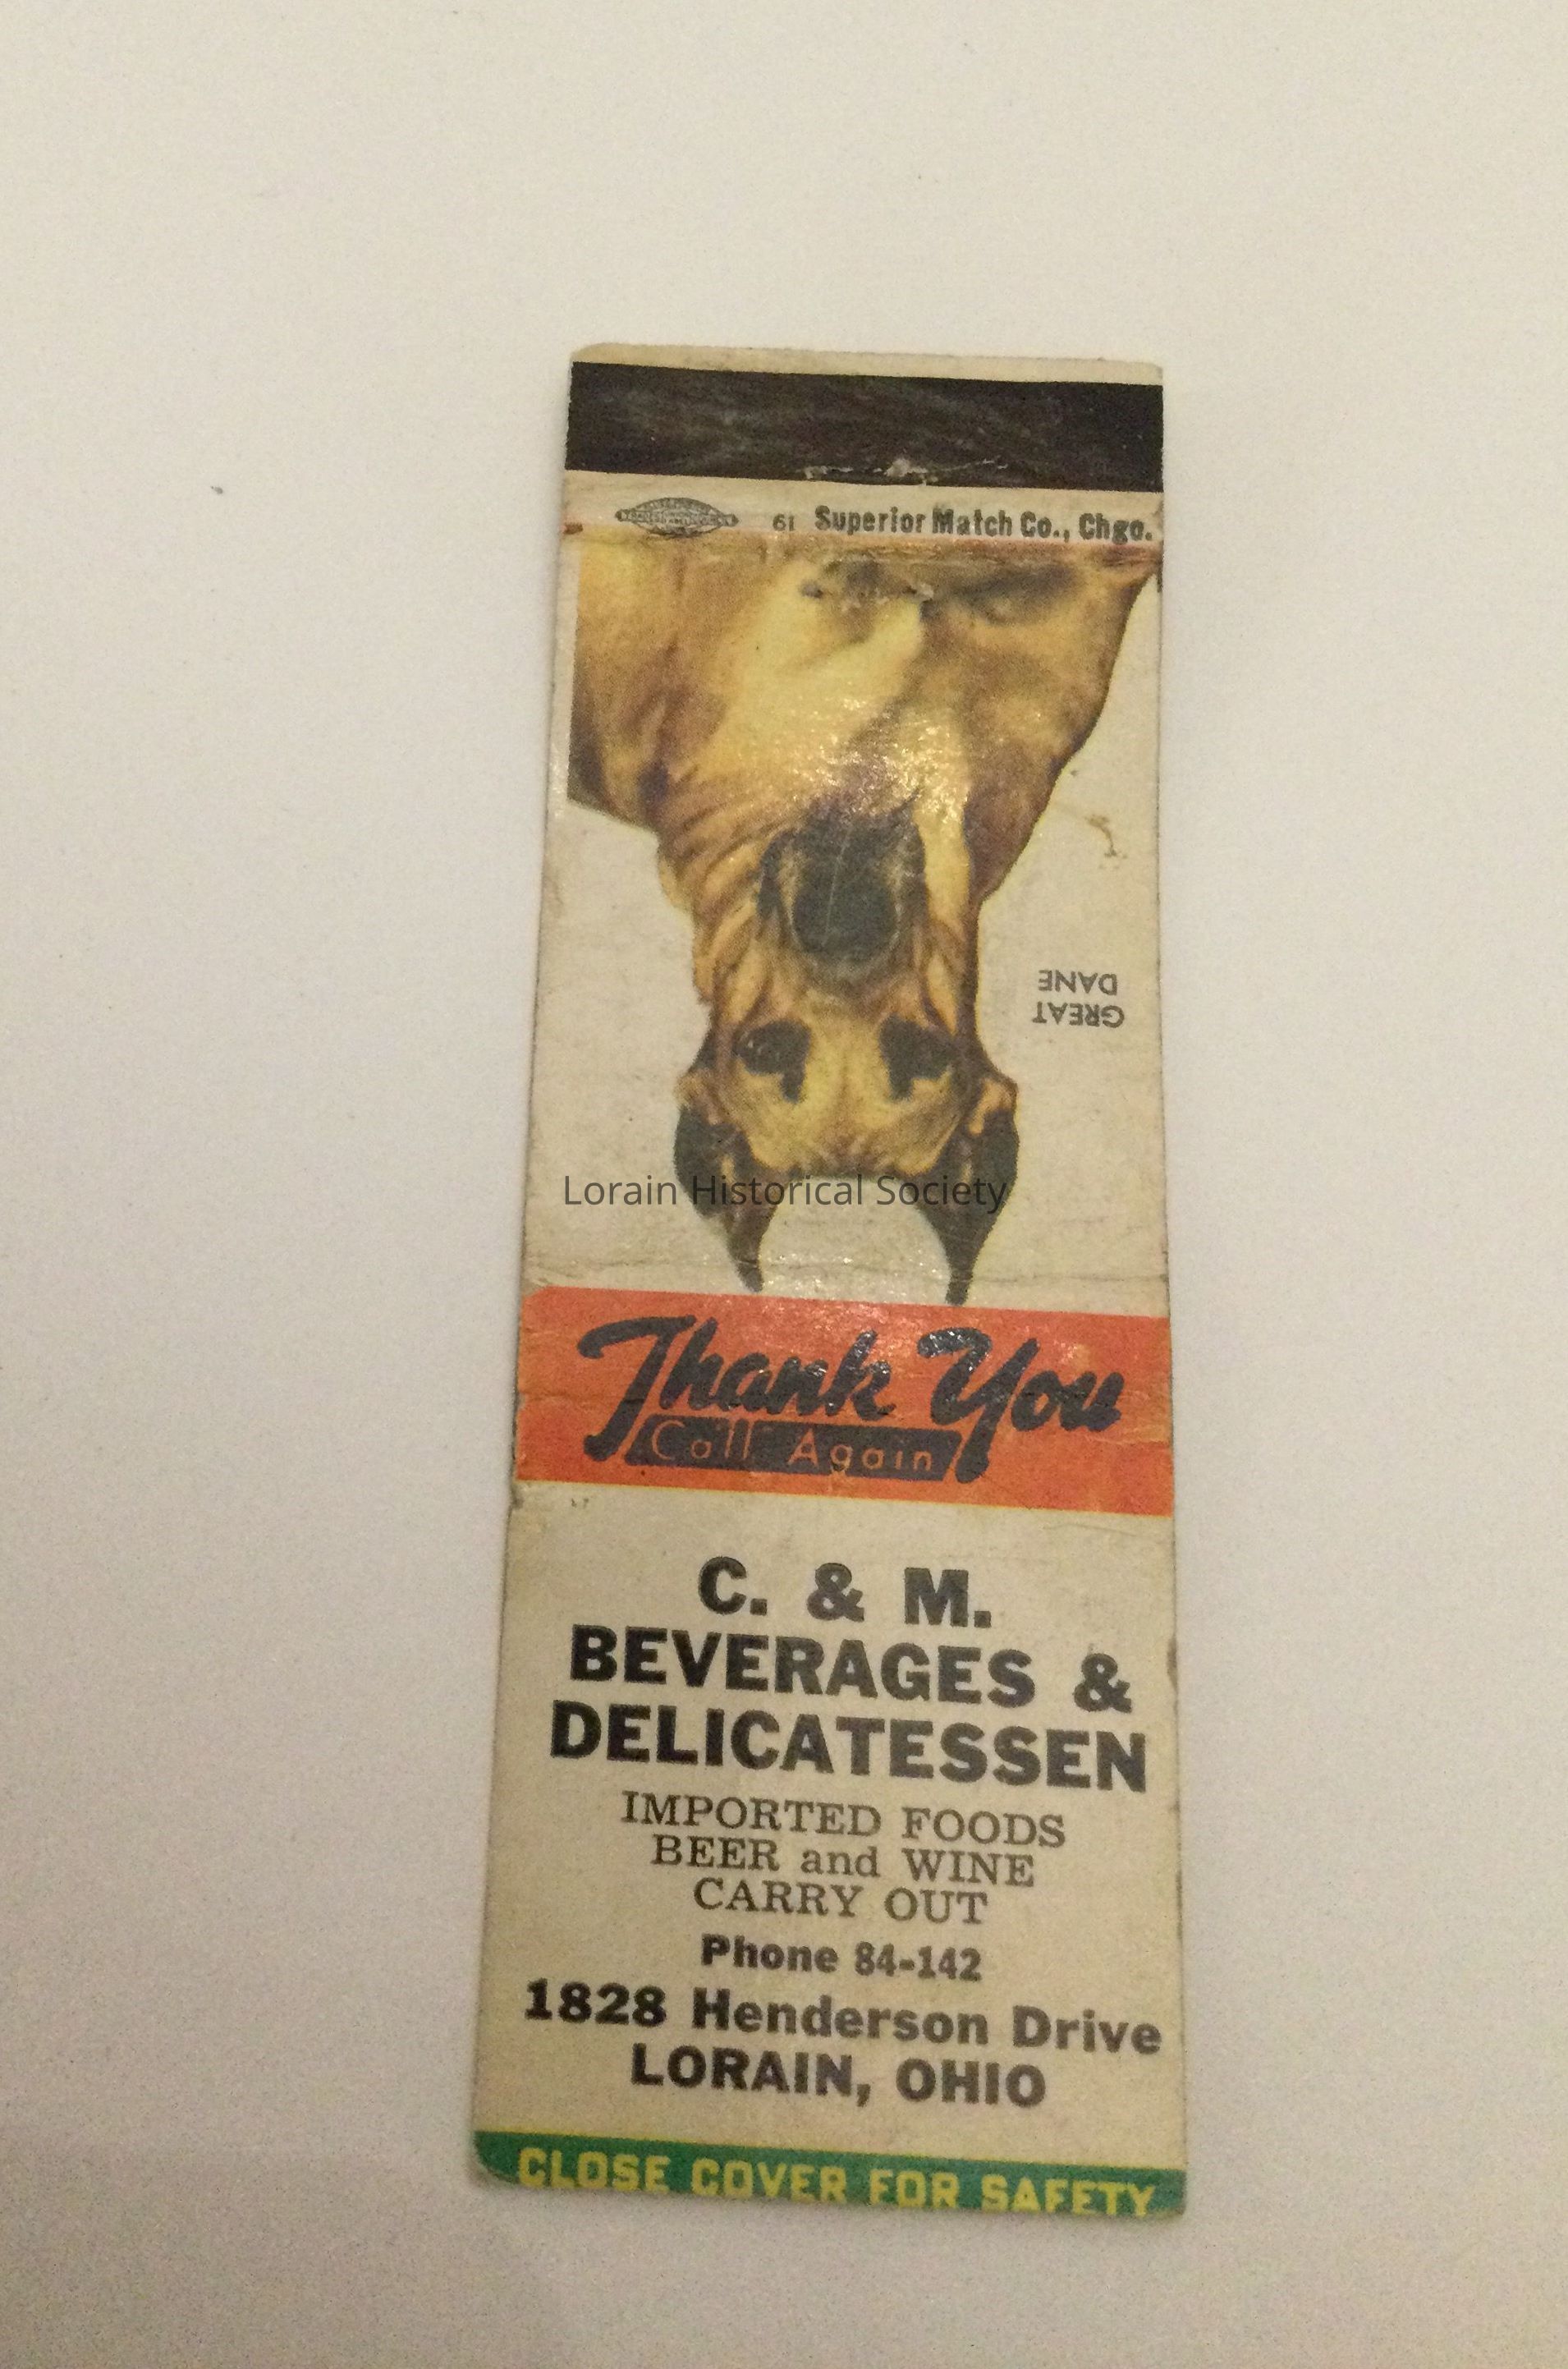 61 Superior Match Co., Chgo.
GREAT
DANE
Lorain Historical Society
Thank You
Call Again
C. & M.
BEVERAGES &
DELICATESSEN
IMPORTED FOODS
BEER and WINE
CARRY OUT
Phone 84-142
1828 Henderson Drive
LORAIN, OHIO
CLOSE COVER FOR SAFETY